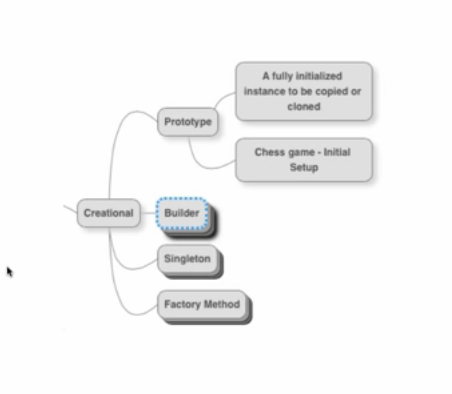 A fully initialized
instance to be copied or
cloned
Prototype
Chess game - Initial
Setup
Creational
Builder
Singleton
Factory Method